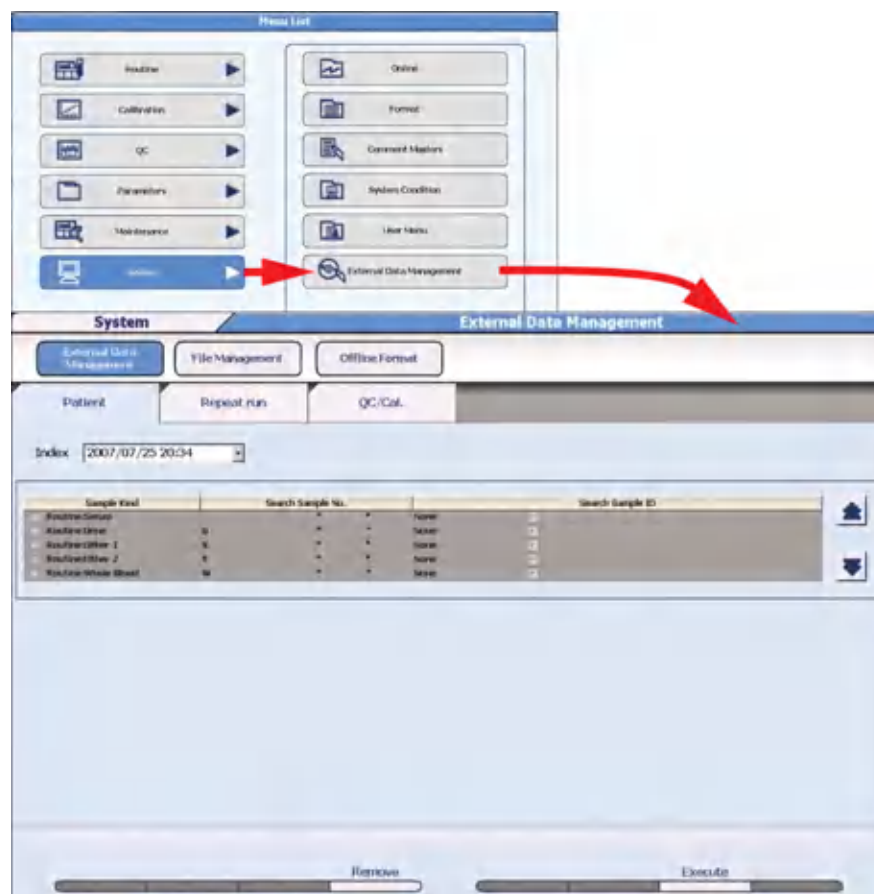 Menu List
Routine
Online
Calibration
Format
QC
Comment Masters
Parameters
System Condition
Maintenance
User Menu
System
External Data Management
System
External Data Management
External Data Management
File Management
Offline Format
Patient
Repeat run
QC/Cal.
Index 2007/07/25 20:34
Sample Kind Search Sample No. Search Sample ID
Routine:Serum * * None
Routine:Urine U * * None
Routine:Other 1 X * * None
Routine:Other 2 Y * * None
Routine:Whole Blood W * * None
Remove
Execute